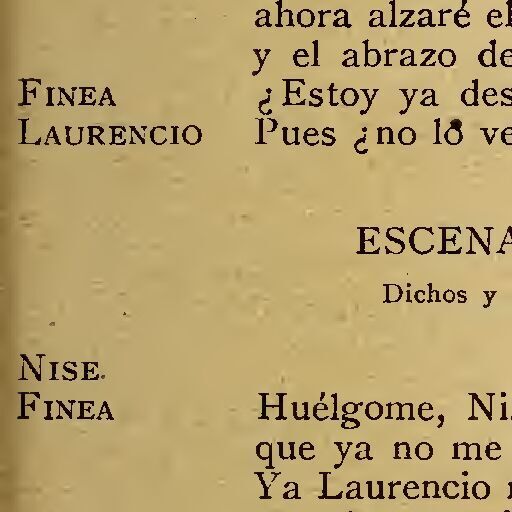 ahora alzaré el
y el abrazo de
FINEA ¿Estoy ya des
LAURENCIO Pues ¿no lo ve
ESCENA
Dichos y
NISE.
FINEA Huélgome, Ni
que ya no me
Ya Laurencio